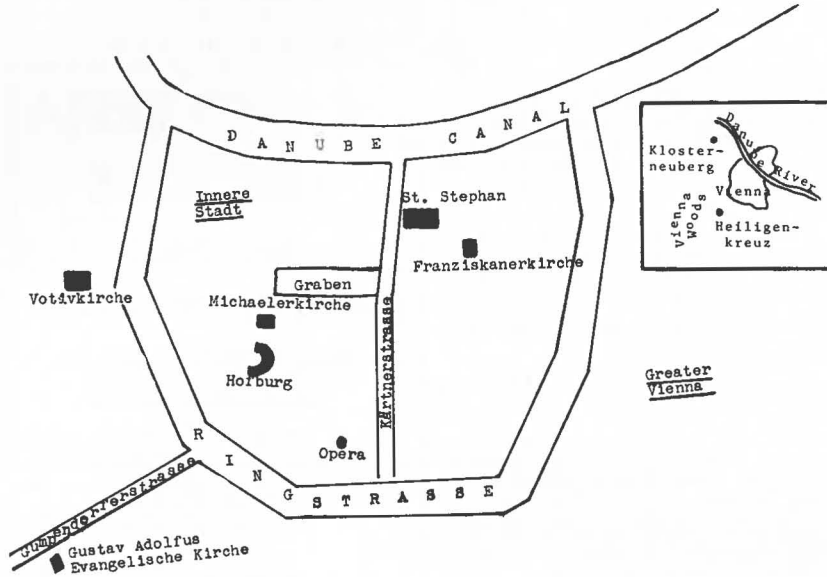 DANUBE CANAL
Innere
Stadt
St. Stephan
Franziskanerkirche
Graben
Votivkirche
Michaelerkirche
Kärtnerstrasse
Hofburg
Opera
RINGSTRASSE
Gumpendorferstrasse
Gustav Adolfus
Evangelische Kirche
Greater
Vienna
Danube River
Kloster-
neuberg
Vienna
Vienna
Woods
Heiligen-
kreuz